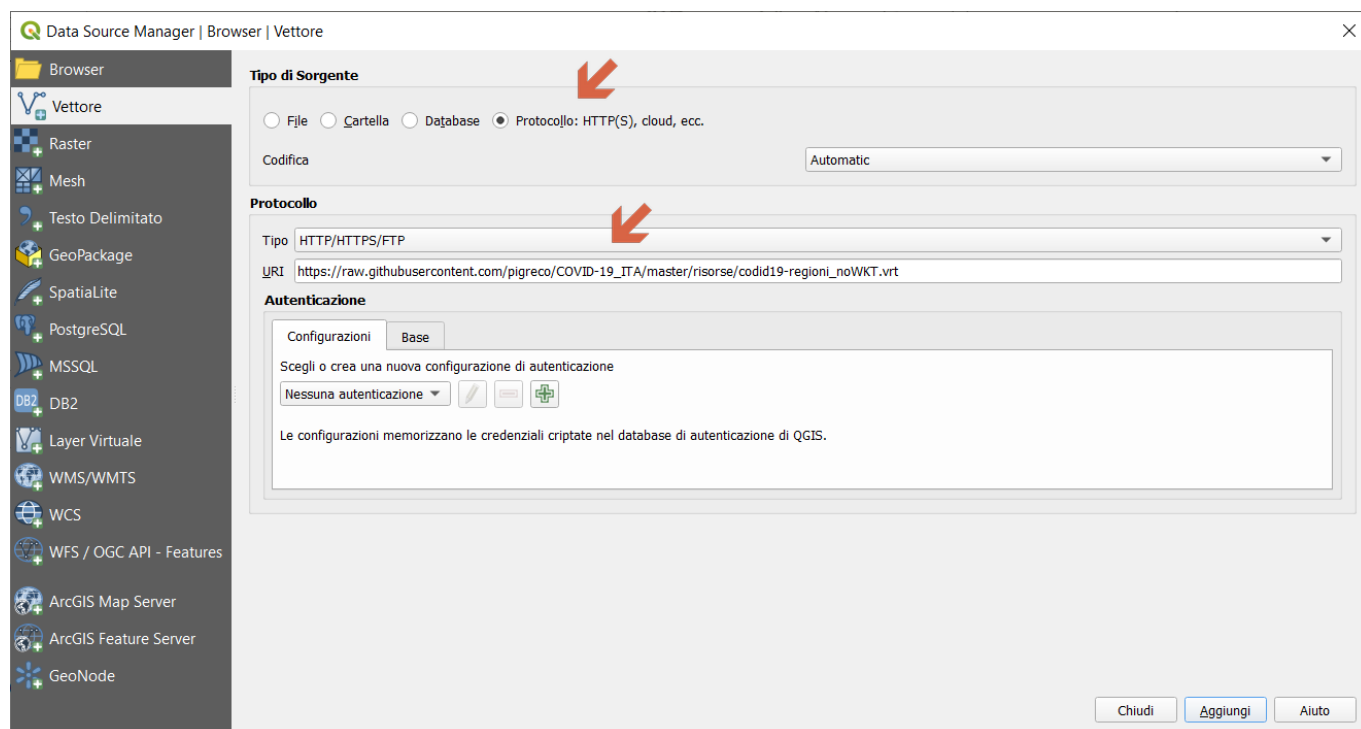 Data Source Manager | Browser | Vettore
Browser
Vettore
Raster
Mesh
Testo Delimitato
GeoPackage
SpatiaLite
PostgreSQL
MSSQL
DB2
DB2
Layer Virtuale
WMS/WMTS
WCS
WFS / OGC API - Features
ArcGIS Map Server
ArcGIS Feature Server
GeoNode
Tipo di Sorgente
File Cartella Database Protocollo: HTTP(S), cloud, ecc.
Codifica Automatic
Protocollo
Tipo HTTP/HTTPS/FTP
URI https://raw.githubusercontent.com/pigreco/COVID-19_ITA/master/risorse/codid19-regioni_noWKT.vrt
Autenticazione
Configurazioni Base
Scegli o crea una nuova configurazione di autenticazione
Nessuna autenticazione
Le configurazioni memorizzano le credenziali criptate nel database di autenticazione di QGIS.
Chiudi Aggiungi Aiuto